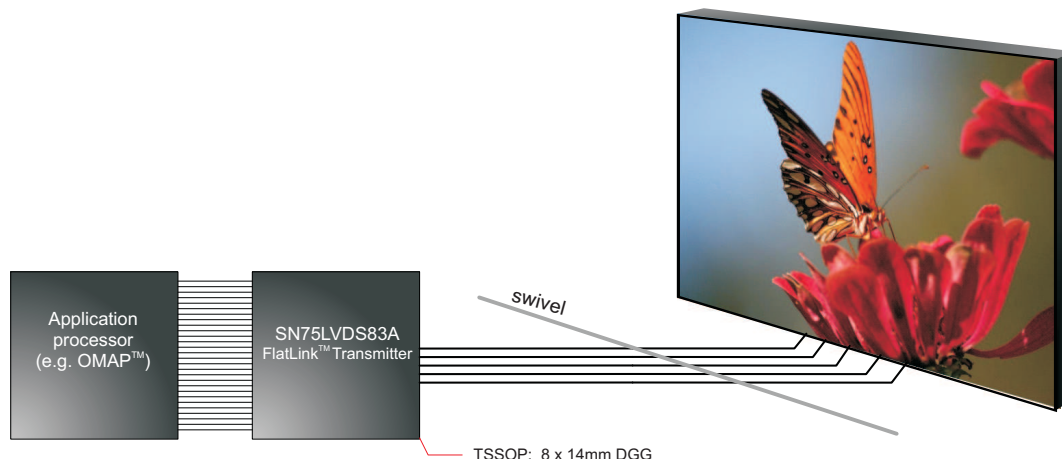 Application
processor
(e.g. OMAP™)
SN75LVDS83A
FlatLink™ Transmitter
swivel
TSSOP: 8 x 14mm DGG